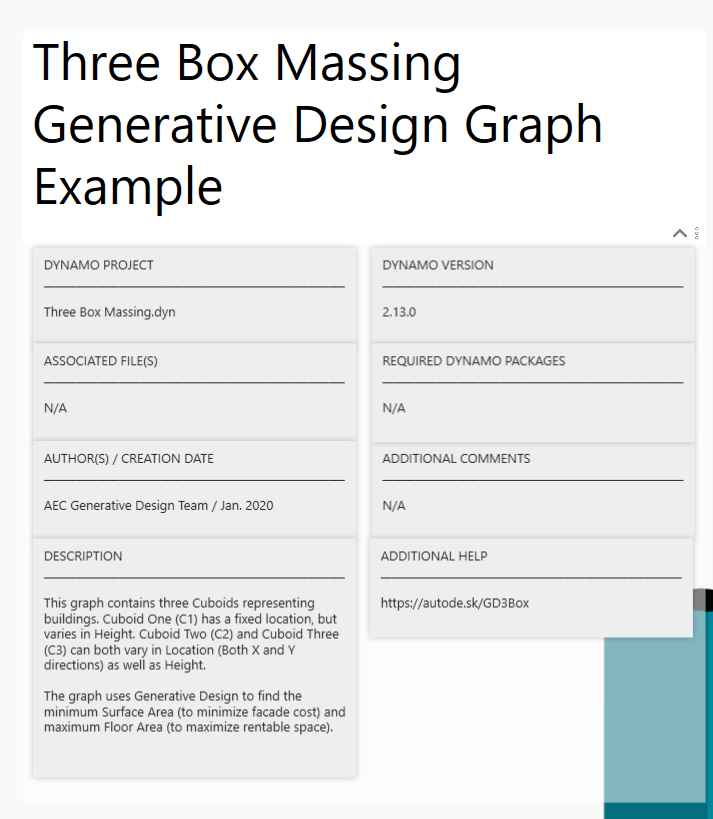 Three Box Massing
Generative Design Graph
Example
DYNAMO PROJECT
Three Box Massing.dyn
DYNAMO VERSION
2.13.0
ASSOCIATED FILE(S)
N/A
REQUIRED DYNAMO PACKAGES
N/A
AUTHOR(S) / CREATION DATE
AEC Generative Design Team / Jan. 2020
ADDITIONAL COMMENTS
N/A
DESCRIPTION
This graph contains three Cuboids representing
buildings. Cuboid One (C1) has a fixed location, but
varies in Height. Cuboid Two (C2) and Cuboid Three
(C3) can both vary in Location (Both X and Y
directions) as well as Height.
The graph uses Generative Design to find the
minimum Surface Area (to minimize facade cost) and
maximum Floor Area (to maximize rentable space).
ADDITIONAL HELP
https://autode.sk/GD3Box